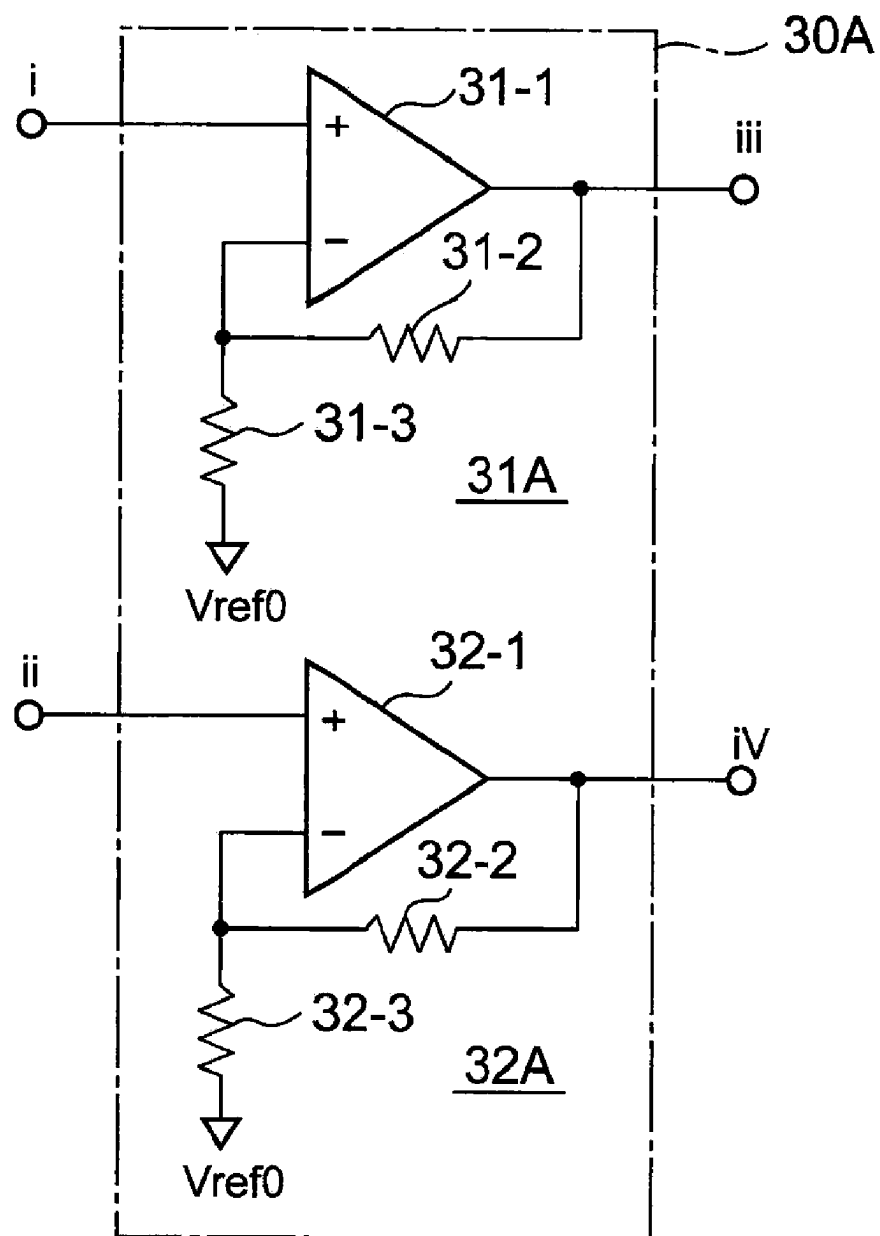 30A
i
31-1
+
iii
−
31-2
31-3
31A
Vref0
32-1
ii
+
iV
−
32-2
32-3
32A
Vref0